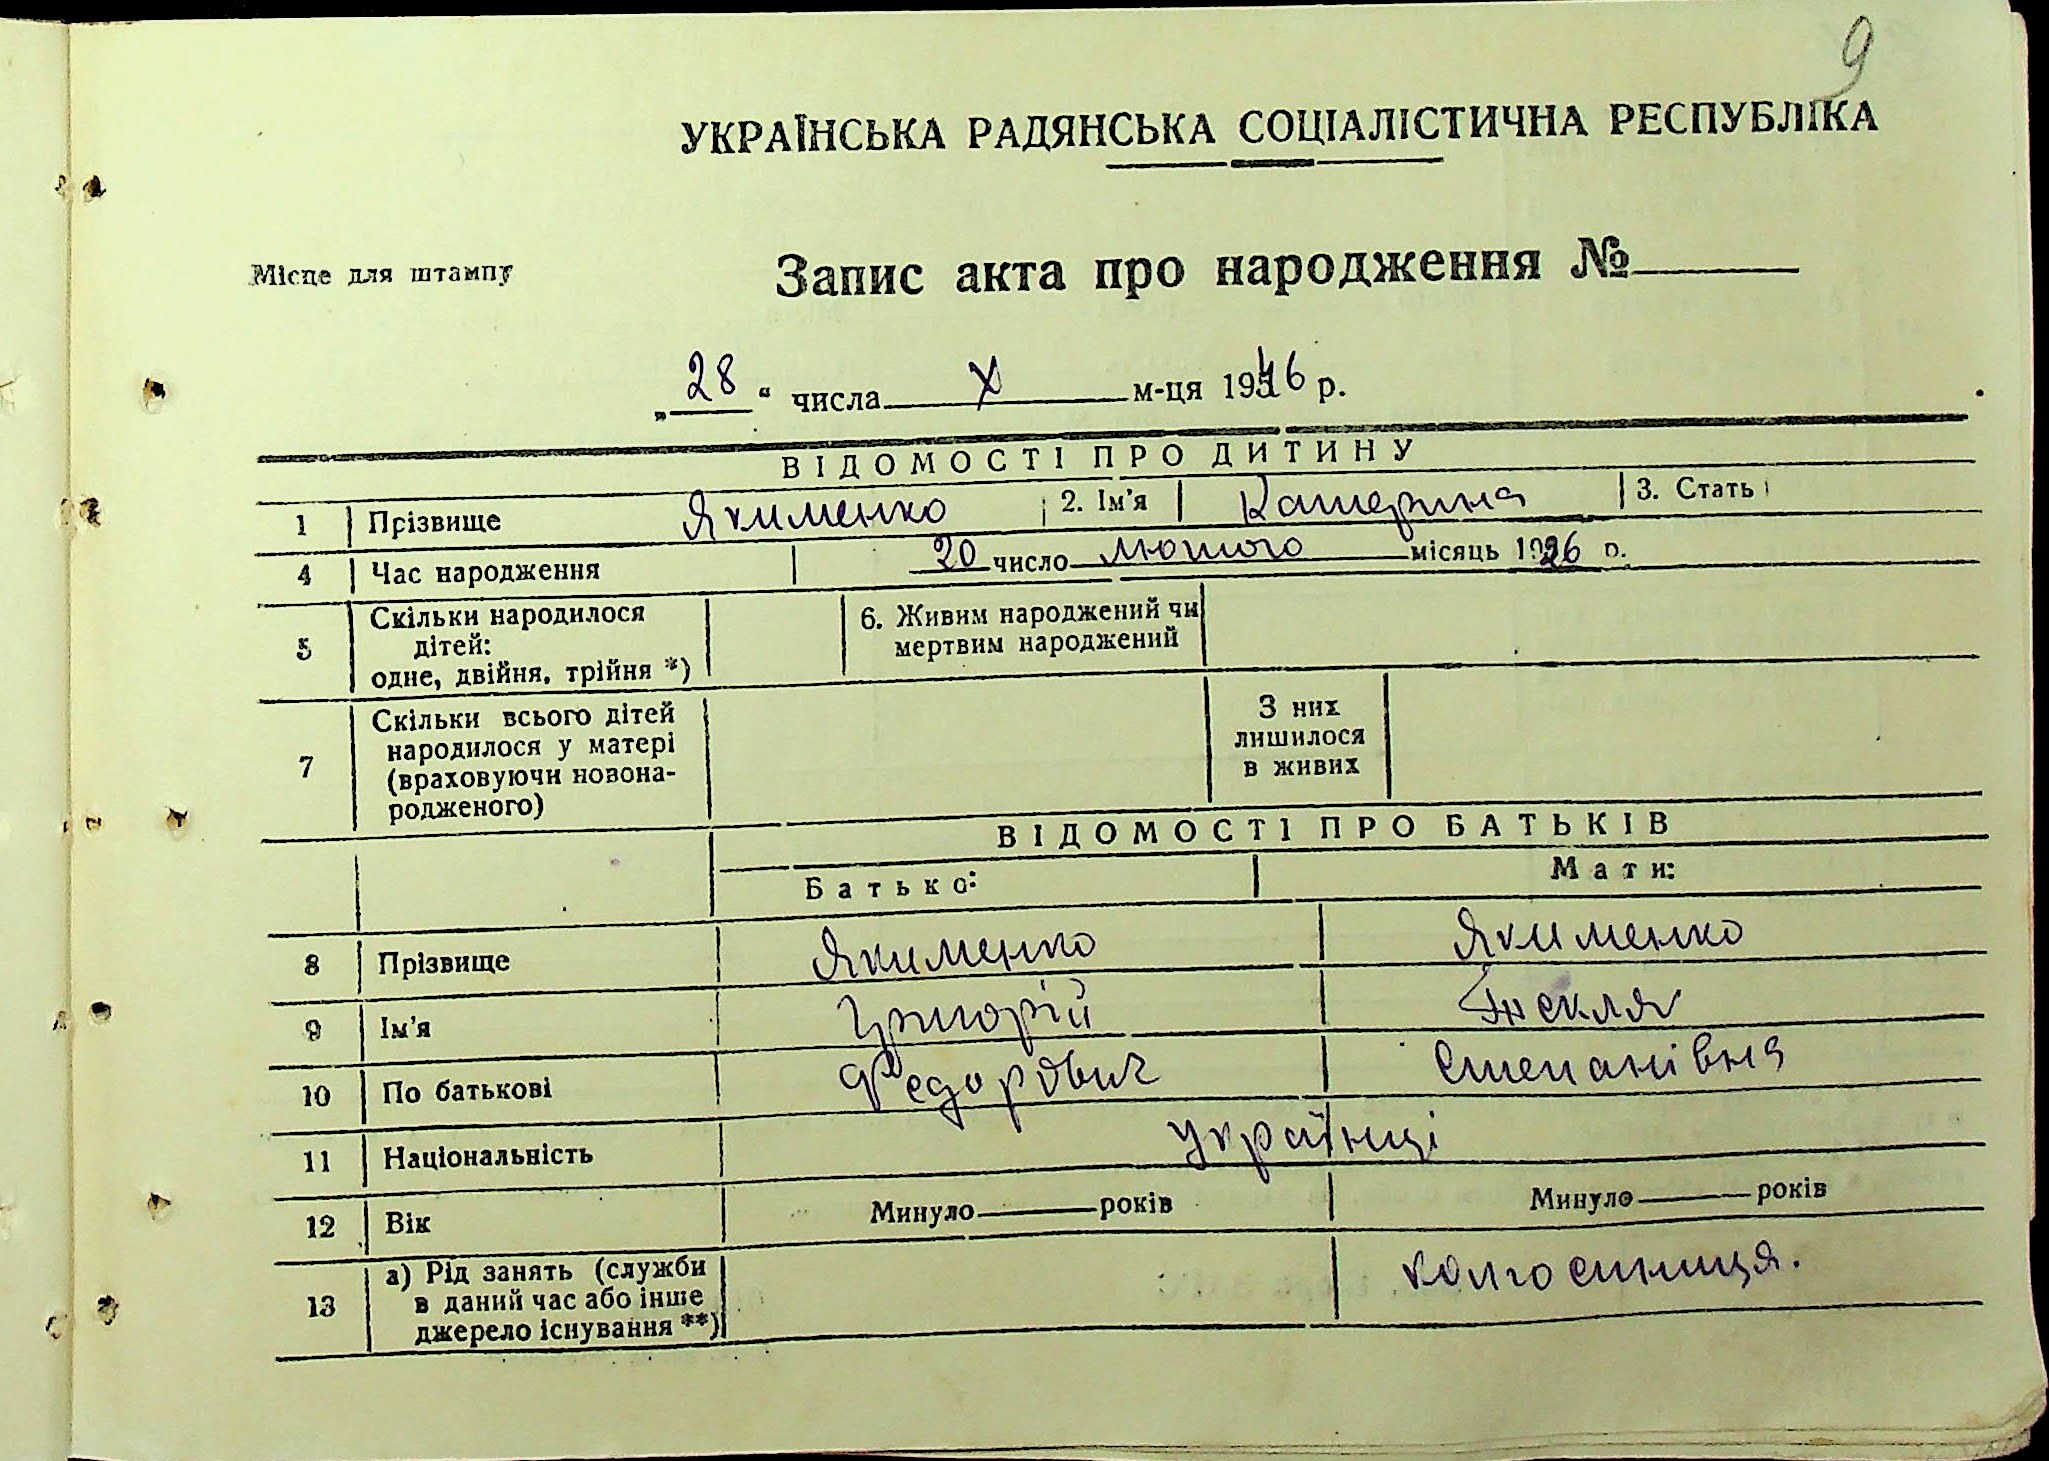 9
УКРАЇНСЬКА РАДЯНСЬКА СОЦІАЛІСТИЧНА РЕСПУБЛІКА
Місце для штампу
Запис акта про народження №
„28“ числа X м-ця 1946 р.
ВІДОМОСТІ ПРО ДИТИНУ
1 Прізвище Якименко 2. Ім'я Катерина 3. Стать
4 Час народження 20 число лютого місяць 1926 р.
5 Скільки народилося дітей: одне, двійня, трійня *) 6. Живим народжений чи мертвим народжений
7 Скільки всього дітей народилося у матері (враховуючи новонародженого) З них лишилося в живих
ВІДОМОСТІ ПРО БАТЬКІВ
Батько: Мати:
8 Прізвище Якименко Якименко
9 Ім'я Григорій Текля
10 По батькові Федорович Степанівна
11 Національність українці
12 Вік Минуло років Минуло років
13 а) Рід занять (служби в даний час або інше джерело існування **) колгоспниця.